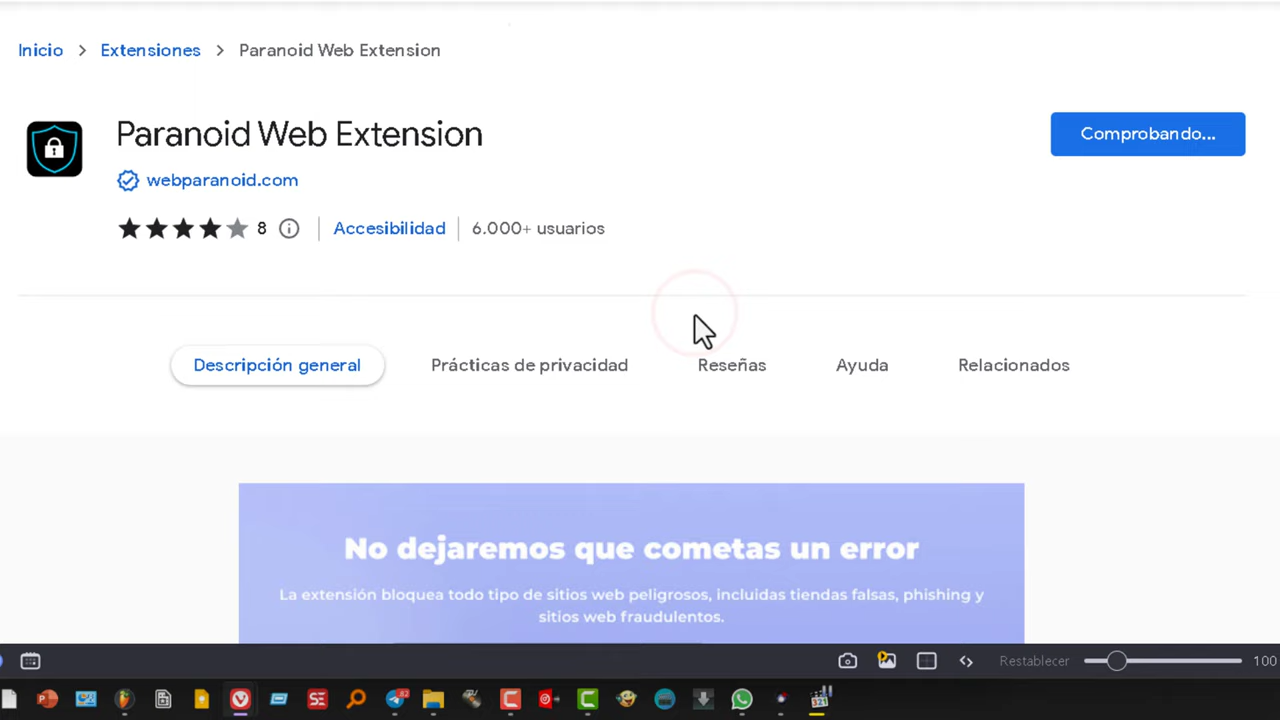 Inicio > Extensiones > Paranoid Web Extension
Paranoid Web Extension
Comprobando...
webparanoid.com
8 | Accesibilidad | 6.000+ usuarios
Descripción general Prácticas de privacidad Reseñas Ayuda Relacionados
No dejaremos que cometas un error
La extensión bloquea todo tipo de sitios web peligrosos, incluidas tiendas falsas, phishing y
sitios web fraudulentos.
Restablecer 100
SE